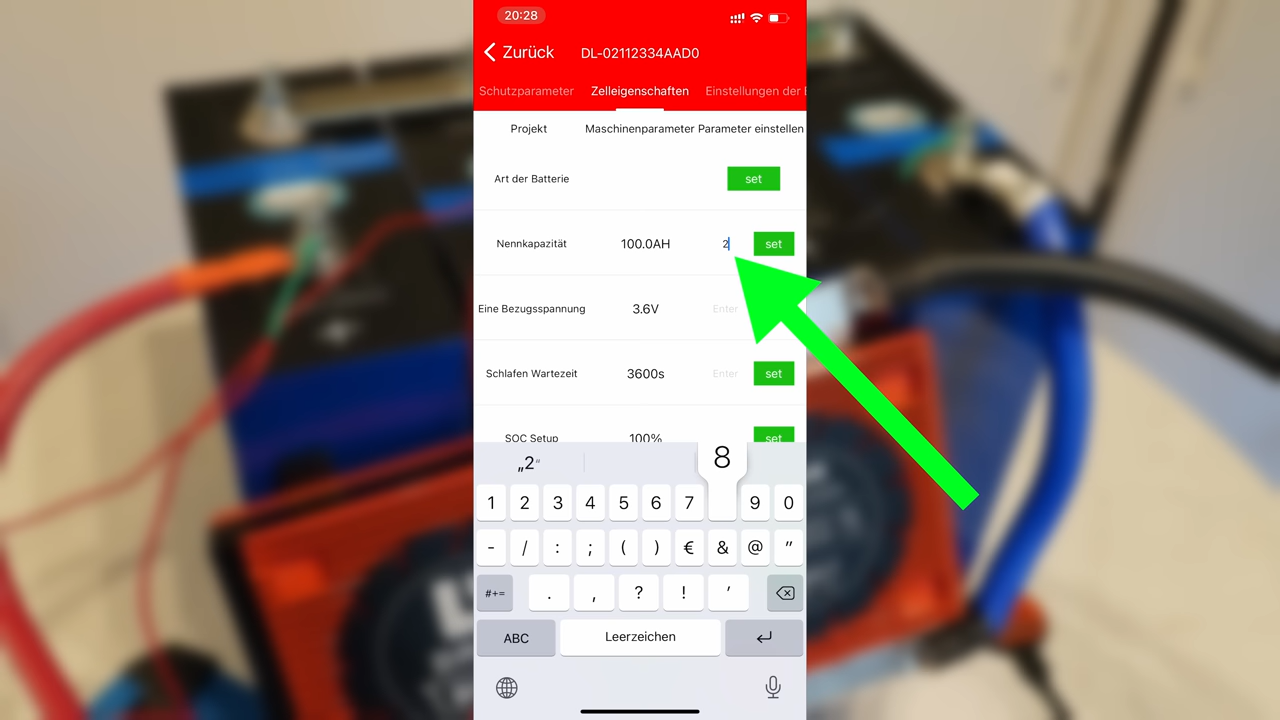 20:28
Zurück DL-02112334AAD0
Schutzparameter Zelleigenschaften Einstellungen der
Projekt Maschinenparameter Parameter einstellen
Art der Batterie set
Nennkapazität 100.0AH 2 set
Eine Bezugsspannung 3.6V Enter
Schlafen Wartezeit 3600s Enter set
SOC Setup 100% set
„2“ 8
1 2 3 4 5 6 7 9 0
- / : ; ( ) € & @ "
#+= . , ? ! '
ABC Leerzeichen